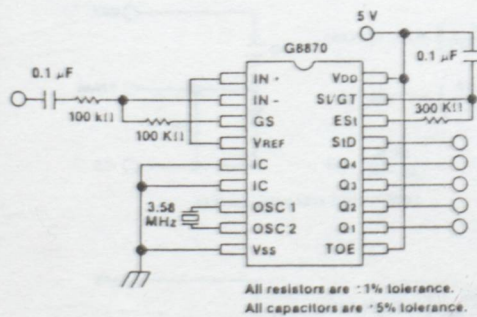 5 V
G8870
0.1 µF
0.1 µF
IN +
VDD
IN -
St/GT
100 kΩ
GS
ESt
300 KΩ
100 KΩ
VREF
StD
IC
Q4
IC
Q3
3.58
MHz
OSC 1
Q2
OSC 2
Q1
VSS
TOE
All resistors are ±1% tolerance.
All capacitors are ±5% tolerance.